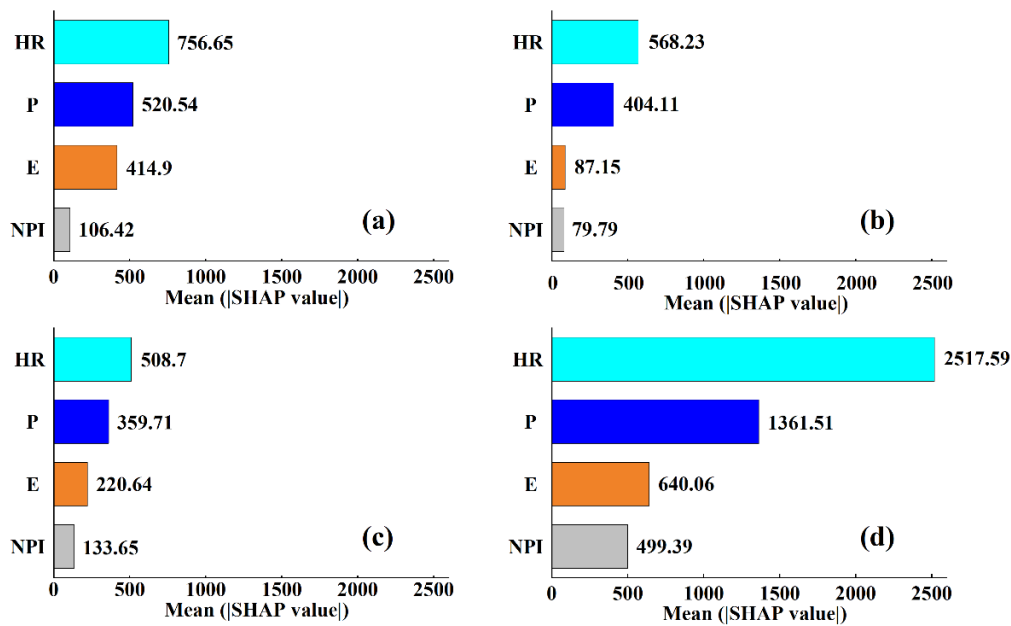 HR 756.65
P 520.54
E 414.9
NPI 106.42
(a)
0 500 1000 1500 2000 2500
Mean (|SHAP value|)
HR 568.23
P 404.11
E 87.15
NPI 79.79
(b)
0 500 1000 1500 2000 2500
Mean (|SHAP value|)
HR 508.7
P 359.71
E 220.64
NPI 133.65
(c)
0 500 1000 1500 2000 2500
Mean (|SHAP value|)
HR 2517.59
P 1361.51
E 640.06
NPI 499.39
(d)
0 500 1000 1500 2000 2500
Mean (|SHAP value|)